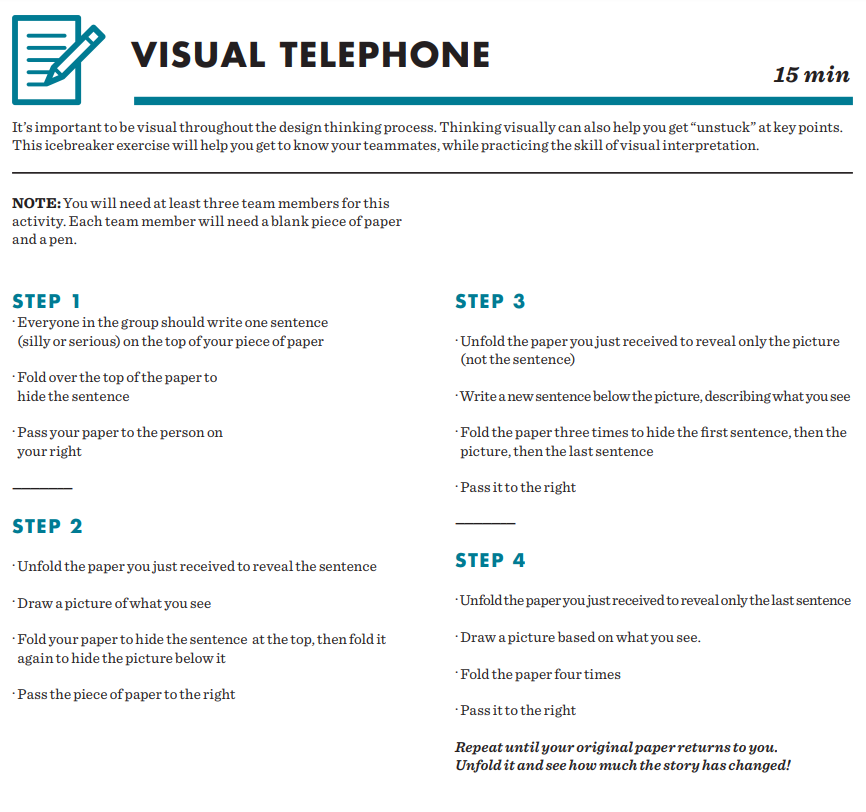 VISUAL TELEPHONE
15 min
It's important to be visual throughout the design thinking process. Thinking visually can also help you get “unstuck” at key points.
This icebreaker exercise will help you get to know your teammates, while practicing the skill of visual interpretation.
NOTE: You will need at least three team members for this
activity. Each team member will need a blank piece of paper
and a pen.
STEP 1
· Everyone in the group should write one sentence
(silly or serious) on the top of your piece of paper
· Fold over the top of the paper to
hide the sentence
· Pass your paper to the person on
your right
STEP 2
· Unfold the paper you just received to reveal the sentence
· Draw a picture of what you see
· Fold your paper to hide the sentence at the top, then fold it
again to hide the picture below it
· Pass the piece of paper to the right
STEP 3
· Unfold the paper you just received to reveal only the picture
(not the sentence)
· Write a new sentence below the picture, describing what you see
· Fold the paper three times to hide the first sentence, then the
picture, then the last sentence
· Pass it to the right
STEP 4
· Unfold the paper you just received to reveal only the last sentence
· Draw a picture based on what you see.
· Fold the paper four times
· Pass it to the right
Repeat until your original paper returns to you.
Unfold it and see how much the story has changed!